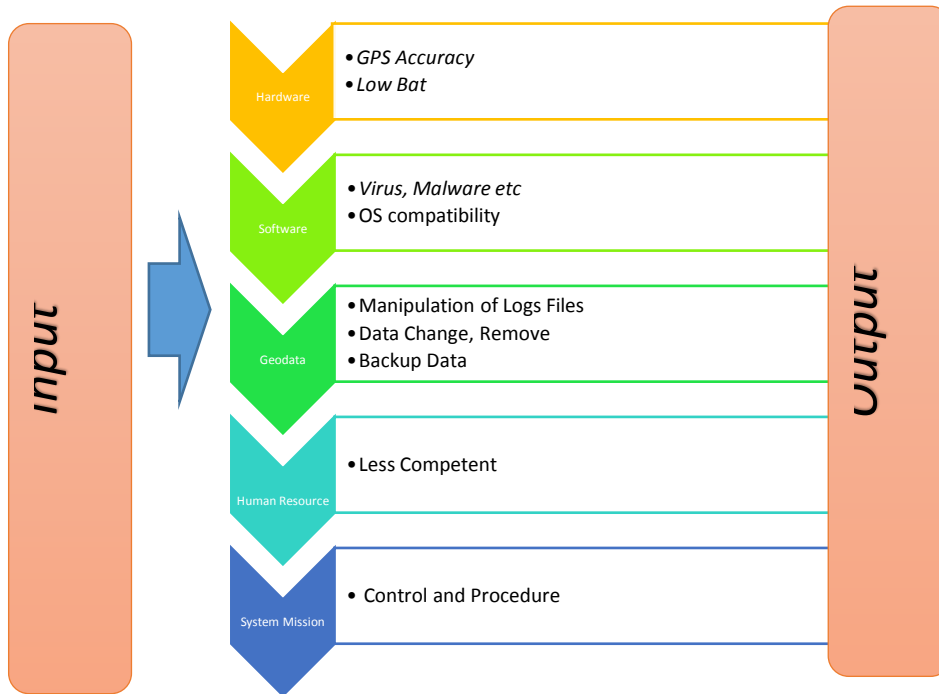 Input
Hardware
•GPS Accuracy
•Low Bat
Software
•Virus, Malware etc
•OS compatibility
Geodata
•Manipulation of Logs Files
•Data Change, Remove
•Backup Data
Human Resource
•Less Competent
System Mission
• Control and Procedure
Output